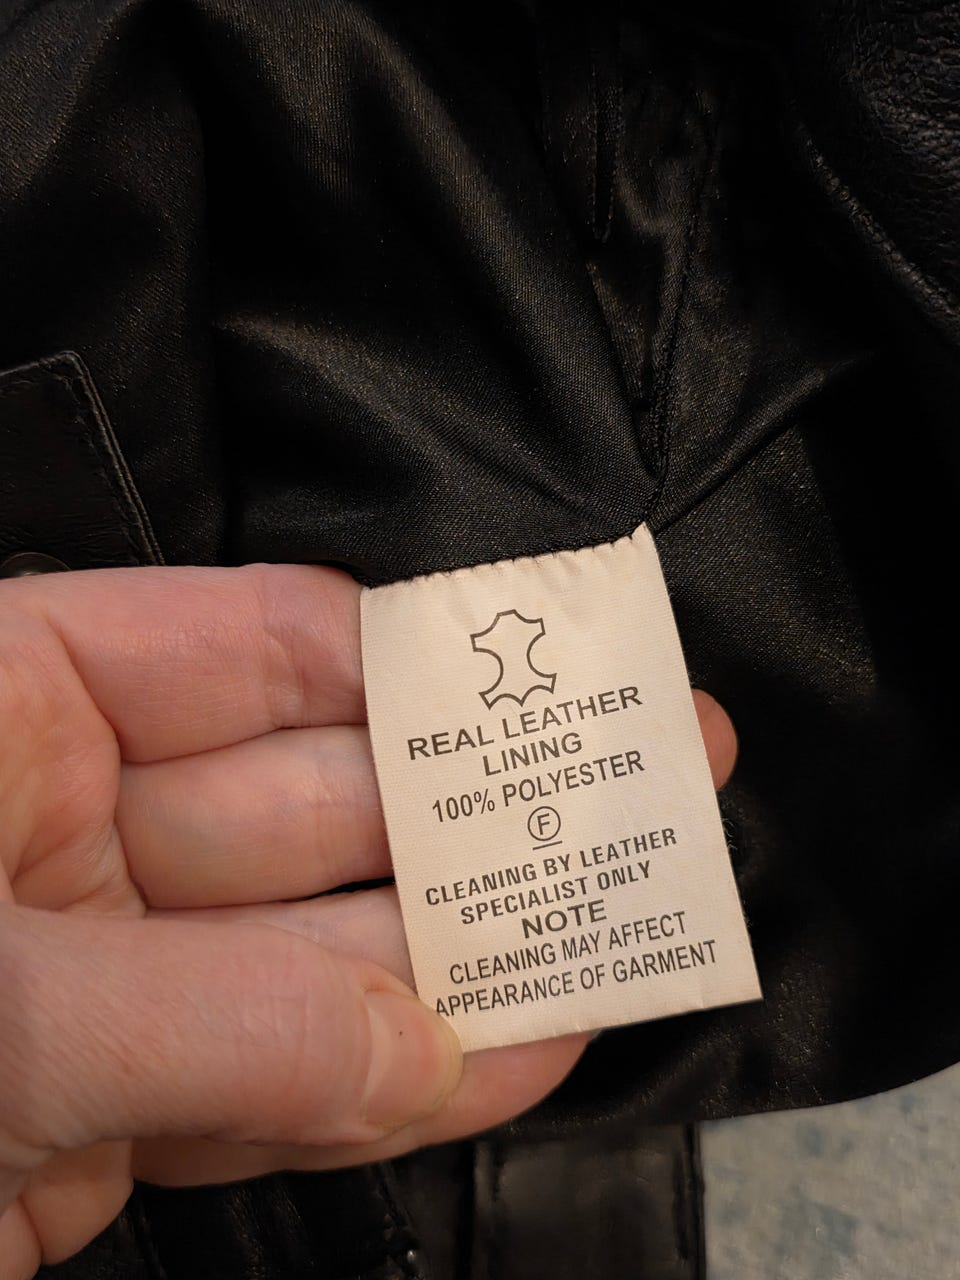 REAL LEATHER
LINING
100% POLYESTER
F
CLEANING BY LEATHER
SPECIALIST ONLY
NOTE
CLEANING MAY AFFECT
APPEARANCE OF GARMENT